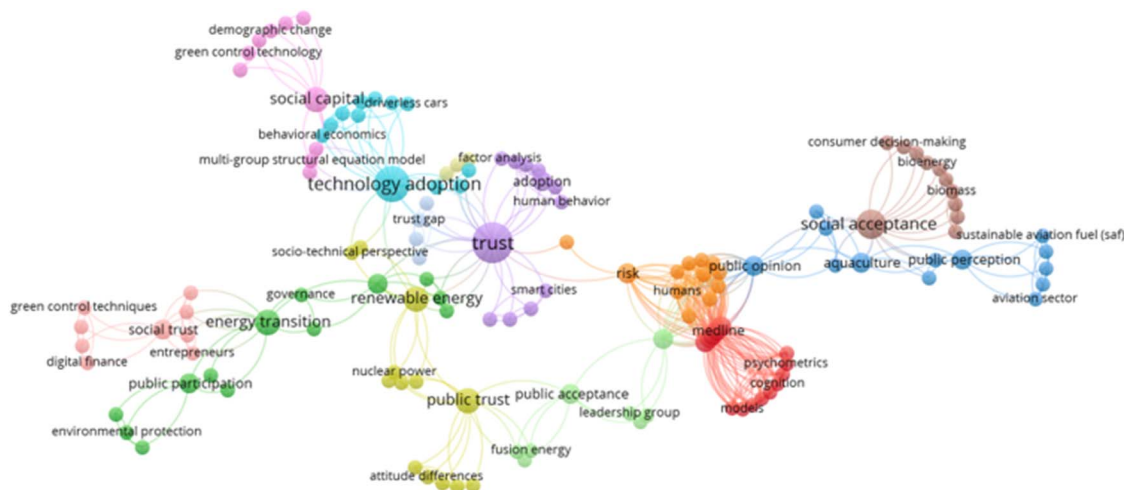 demographic change
green control technology
social capital
driverless cars
behavioral economics
multi-group structural equation model
technology adoption
factor analysis
adoption
human behavior
trust gap
trust
socio-technical perspective
consumer decision-making
bioenergy
biomass
social acceptance
sustainable aviation fuel (saf)
public opinion
aquaculture
public perception
aviation sector
risk
humans
medline
smart cities
governance
renewable energy
green control techniques
social trust
energy transition
digital finance
entrepreneurs
public participation
environmental protection
nuclear power
public trust
public acceptance
leadership group
psychometrics
cognition
models
fusion energy
attitude differences